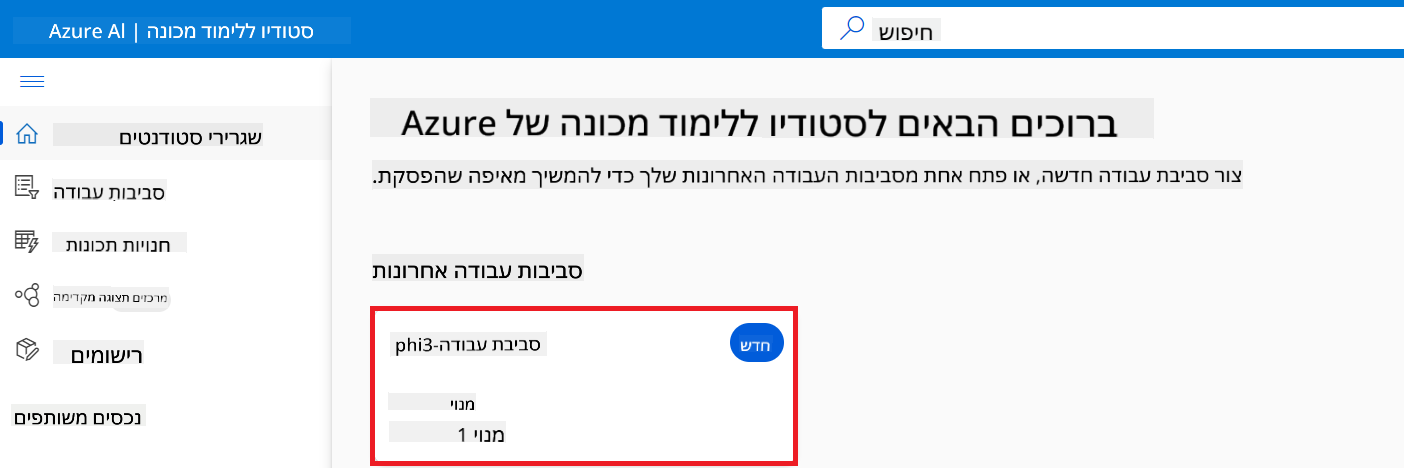 Azure AI | סטודיו ללימוד מכונה
חיפוש
שגרירי סטודנטים
סביבות עבודה
חנויות תכונות
מרכזים תצוגה מקדימה
רישומים
נכסים משותפים
ברוכים הבאים לסטודיו ללימוד מכונה של Azure
צור סביבת עבודה חדשה, או פתח אחת מסביבות העבודה האחרונות שלך כדי להמשיך מאיפה שהפסקת.
סביבות עבודה אחרונות
סביבת עבודה-phi3
חדש
מנוי
מנוי 1